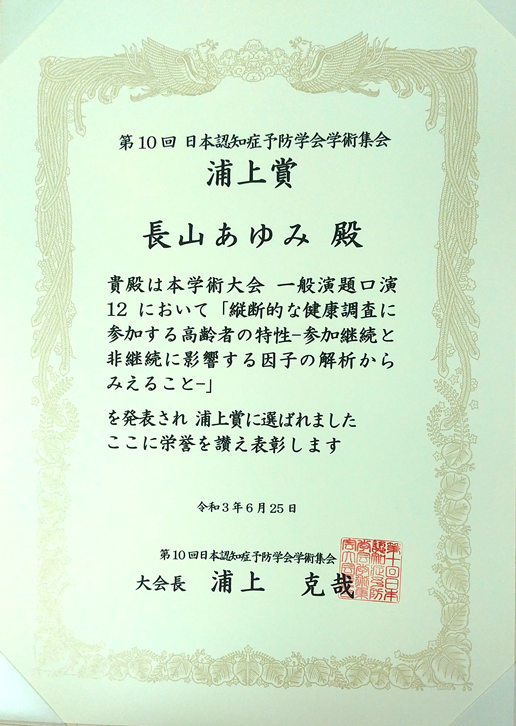 第10回 日本認知症予防学会学術集会
浦上賞
長山あゆみ 殿
貴殿は本学術大会 一般演題口演
12 において「縦断的な健康調査に
参加する高齢者の特性−参加継続と
非継続に影響する因子の解析から
みえること−」
を発表され 浦上賞に選ばれました
ここに栄誉を讃え表彰します
令和3年6月25日
第10回日本認知症予防学会学術集会
大会長 浦上 克哉